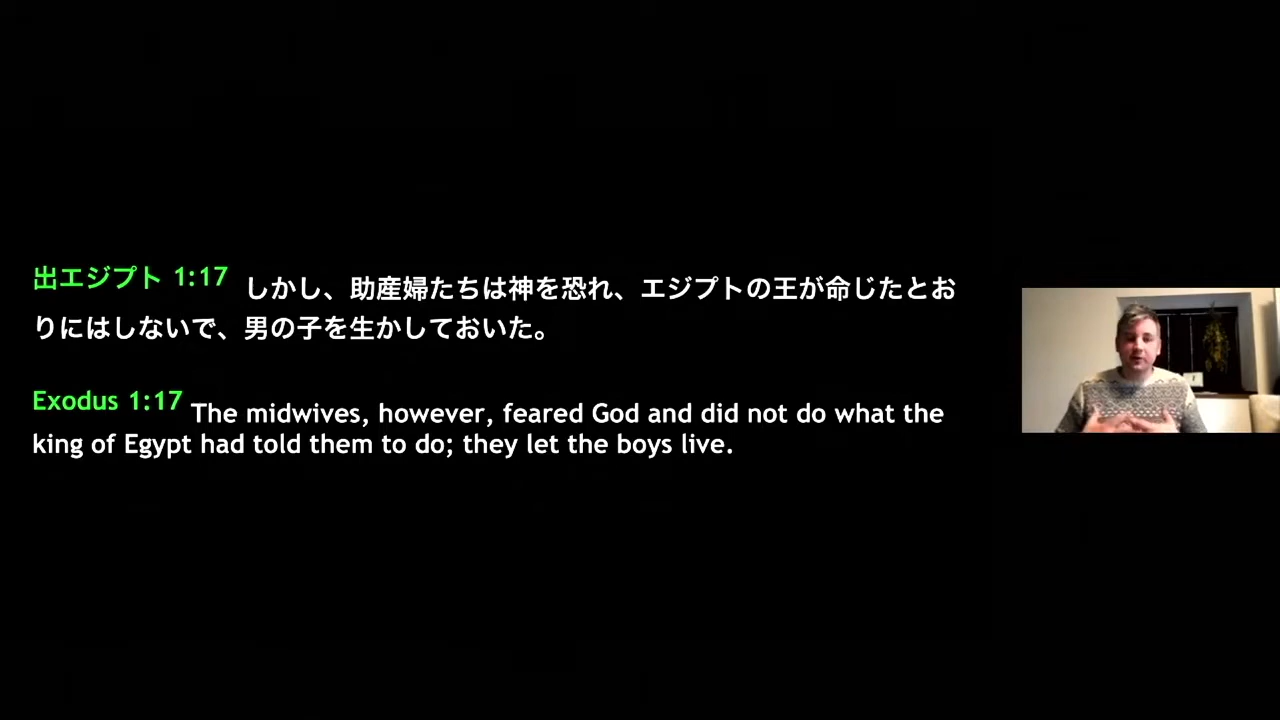 出エジプト 1:17 しかし、助産婦たちは神を恐れ、エジプトの王が命じたとお
りにはしないで、男の子を生かしておいた。
Exodus 1:17 The midwives, however, feared God and did not do what the
king of Egypt had told them to do; they let the boys live.